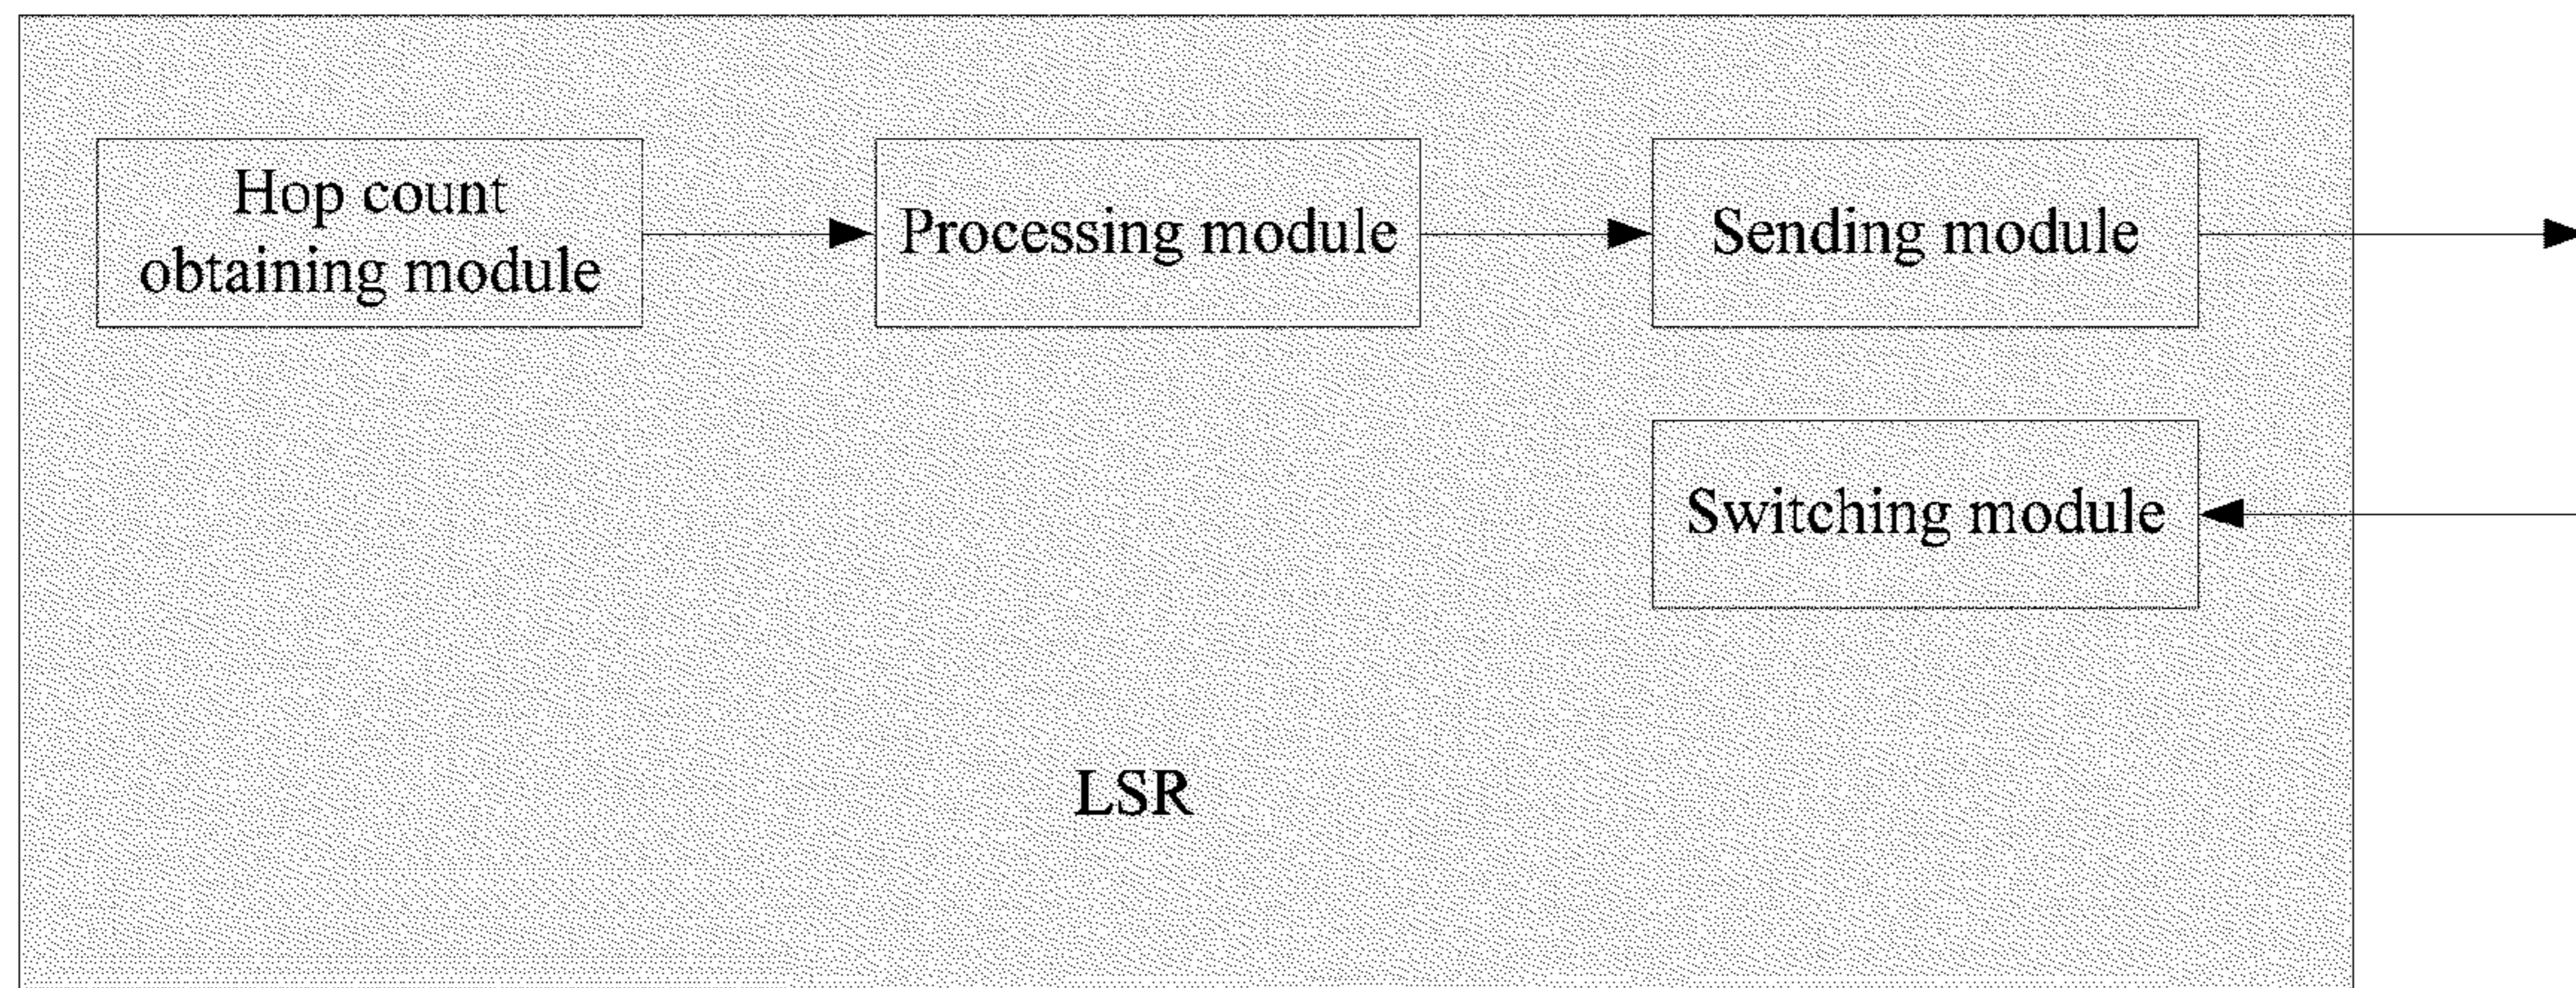 Hop count
obtaining module
Processing module
Sending module
Switching module
LSR